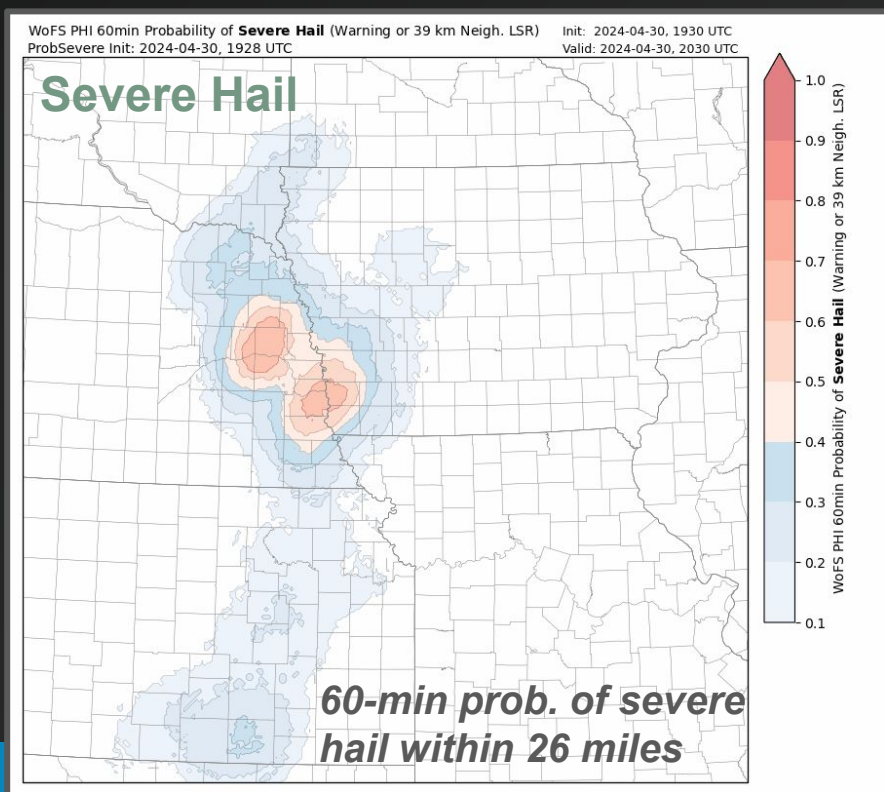 WoFS PHI 60min Probability of Severe Hail (Warning or 39 km Neigh. LSR)
ProbSevere Init: 2024-04-30, 1928 UTC
Init: 2024-04-30, 1930 UTC
Valid: 2024-04-30, 2030 UTC
Severe Hail
60-min prob. of severe
hail within 26 miles
1.0
0.9
0.8
0.7
0.6
0.5
0.4
0.3
0.2
0.1
WoFS PHI 60min Probability of Severe Hail (Warning or 39 km Neigh. LSR)